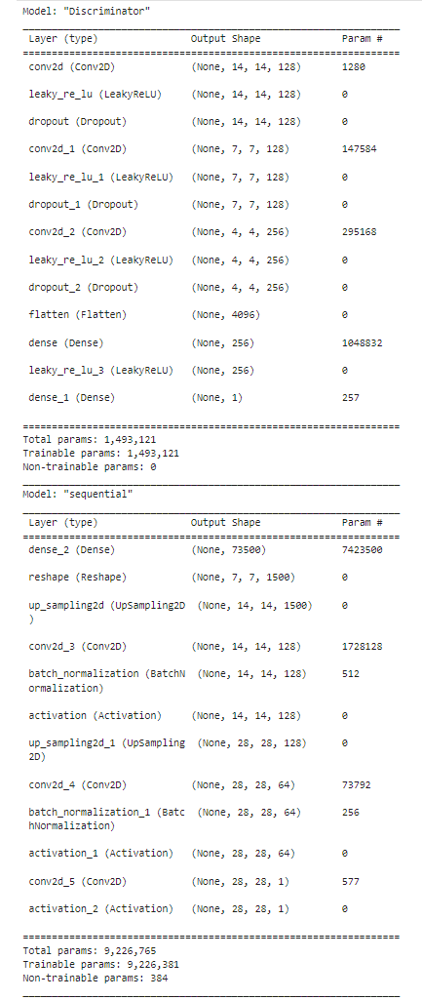 Model: "Discriminator"
Layer (type) Output Shape Param #
conv2d (Conv2D) (None, 14, 14, 128) 1280
leaky_re_lu (LeakyReLU) (None, 14, 14, 128) 0
dropout (Dropout) (None, 14, 14, 128) 0
conv2d_1 (Conv2D) (None, 7, 7, 128) 147584
leaky_re_lu_1 (LeakyReLU) (None, 7, 7, 128) 0
dropout_1 (Dropout) (None, 7, 7, 128) 0
conv2d_2 (Conv2D) (None, 4, 4, 256) 295168
leaky_re_lu_2 (LeakyReLU) (None, 4, 4, 256) 0
dropout_2 (Dropout) (None, 4, 4, 256) 0
flatten (Flatten) (None, 4096) 0
dense (Dense) (None, 256) 1048832
leaky_re_lu_3 (LeakyReLU) (None, 256) 0
dense_1 (Dense) (None, 1) 257
Total params: 1,493,121
Trainable params: 1,493,121
Non-trainable params: 0
Model: "sequential"
Layer (type) Output Shape Param #
dense_2 (Dense) (None, 73500) 7423500
reshape (Reshape) (None, 7, 7, 1500) 0
up_sampling2d (UpSampling2D (None, 14, 14, 1500) 0
)
conv2d_3 (Conv2D) (None, 14, 14, 128) 1728128
batch_normalization (BatchN (None, 14, 14, 128) 512
ormalization)
activation (Activation) (None, 14, 14, 128) 0
up_sampling2d_1 (UpSampling (None, 28, 28, 128) 0
2D)
conv2d_4 (Conv2D) (None, 28, 28, 64) 73792
batch_normalization_1 (Batc (None, 28, 28, 64) 256
hNormalization)
activation_1 (Activation) (None, 28, 28, 64) 0
conv2d_5 (Conv2D) (None, 28, 28, 1) 577
activation_2 (Activation) (None, 28, 28, 1) 0
Total params: 9,226,765
Trainable params: 9,226,381
Non-trainable params: 384